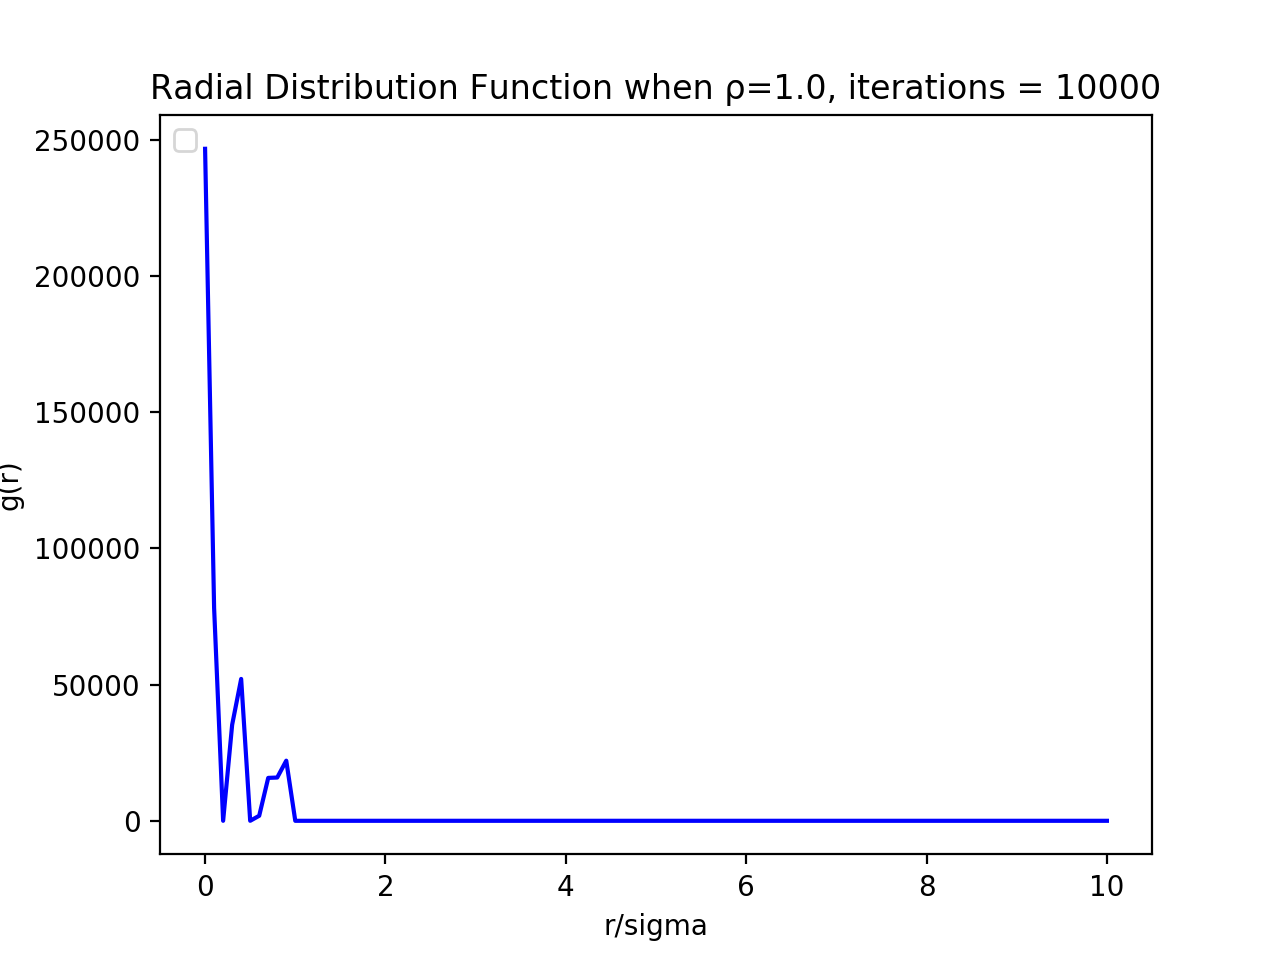 Radial Distribution Function when ρ=1.0, iterations = 10000
250000
200000
150000
100000
50000
0
g(r)
0 2 4 6 8 10
r/sigma